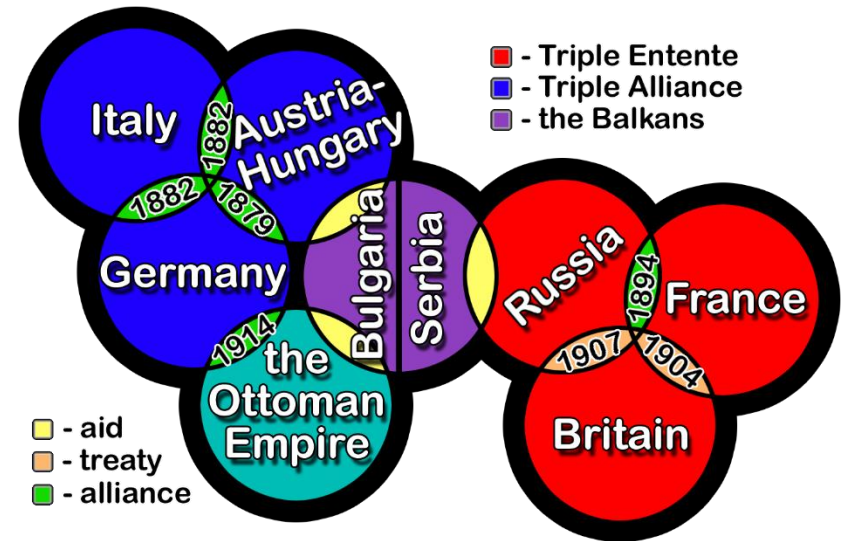 Italy
1882
Austria-
Hungary
1882
1879
Germany
1914
the
Ottoman
Empire
Bulgaria
Serbia
Russia
1894
France
1907
1904
Britain
- Triple Entente
- Triple Alliance
- the Balkans
- aid
- treaty
- alliance